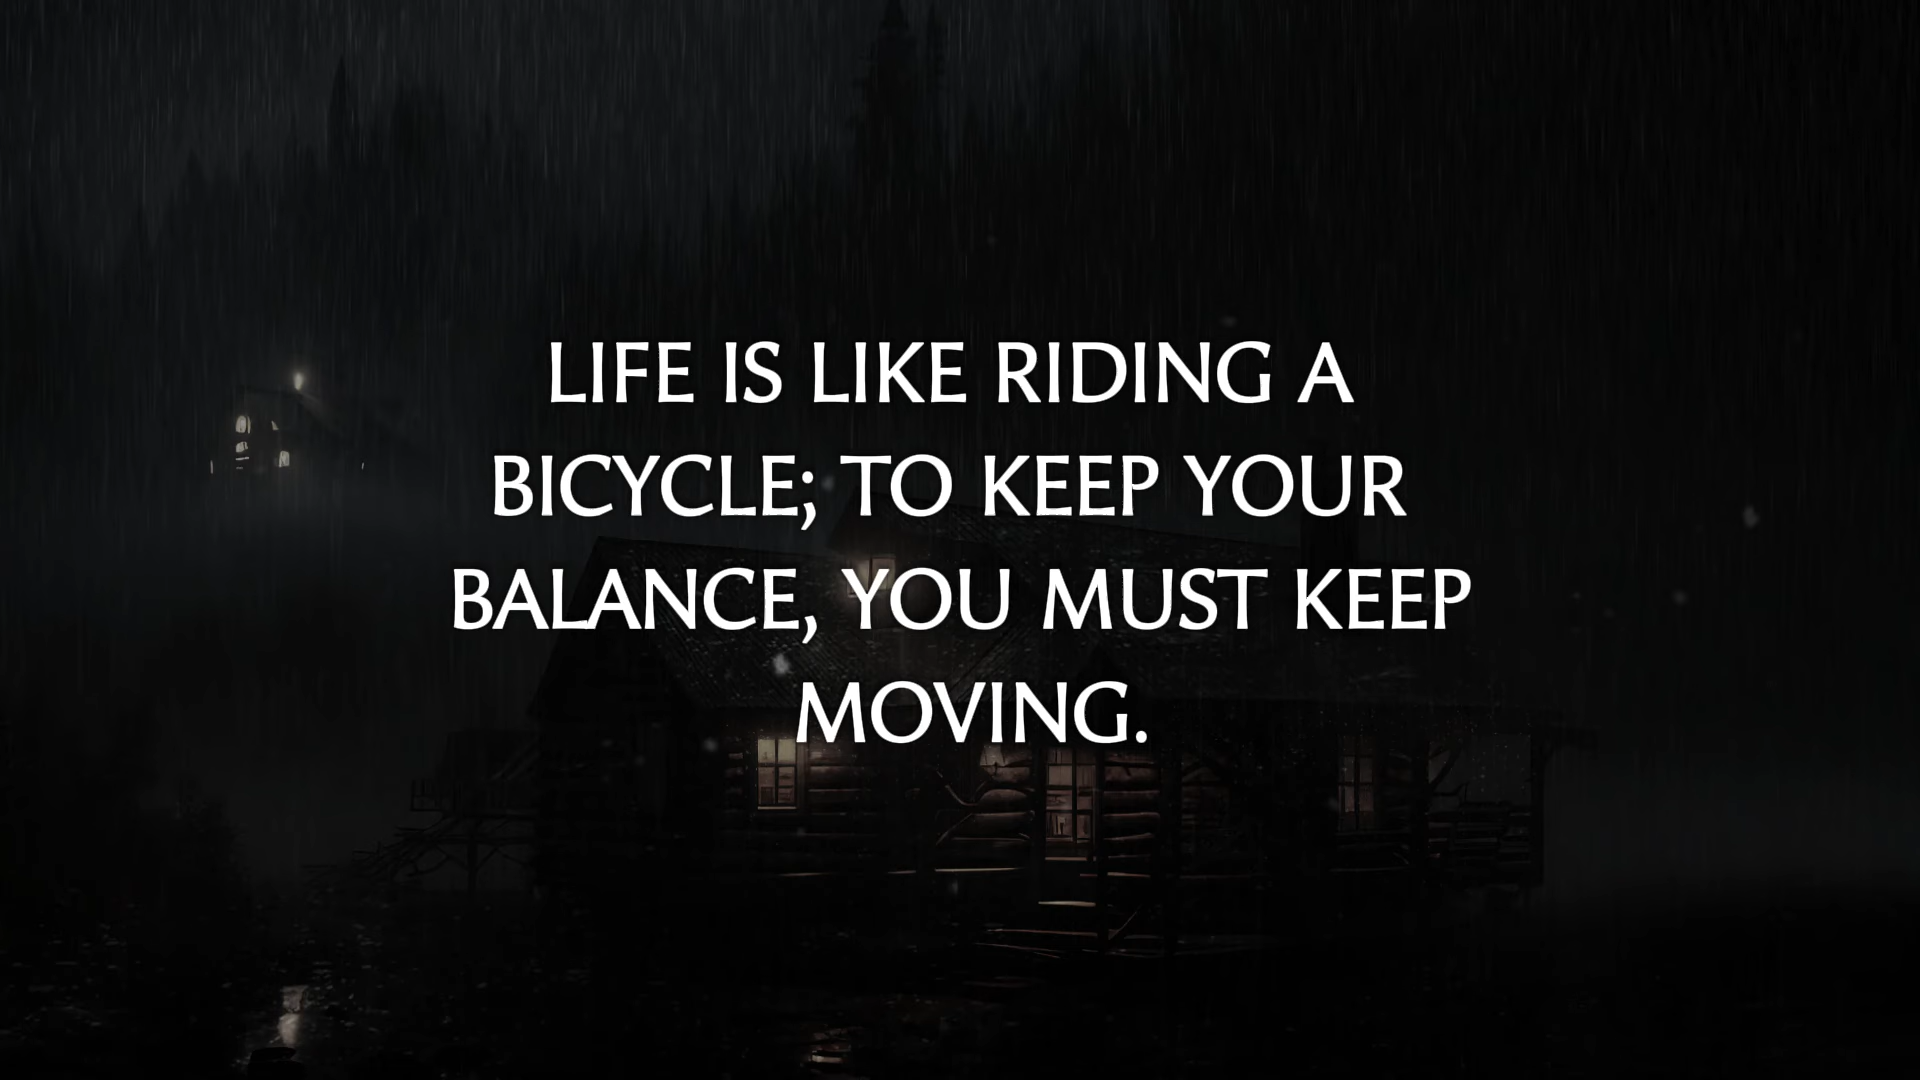 LIFE IS LIKE RIDING A
BICYCLE; TO KEEP YOUR
BALANCE, YOU MUST KEEP
MOVING.